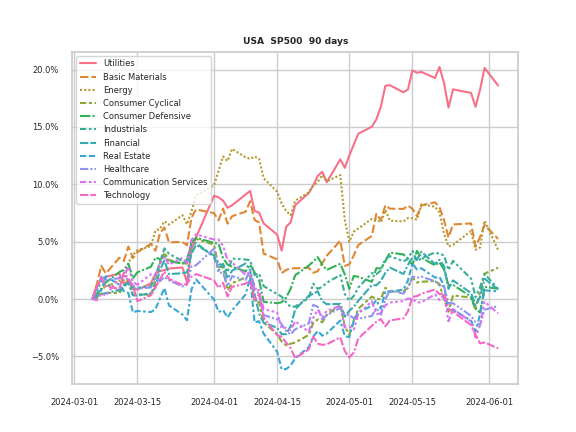 USA SP500 90 days
Utilities
Basic Materials
Energy
Consumer Cyclical
Consumer Defensive
Industrials
Financial
Real Estate
Healthcare
Communication Services
Technology
20.0%
15.0%
10.0%
5.0%
0.0%
−5.0%
2024-03-01 2024-03-15 2024-04-01 2024-04-15 2024-05-01 2024-05-15 2024-06-01